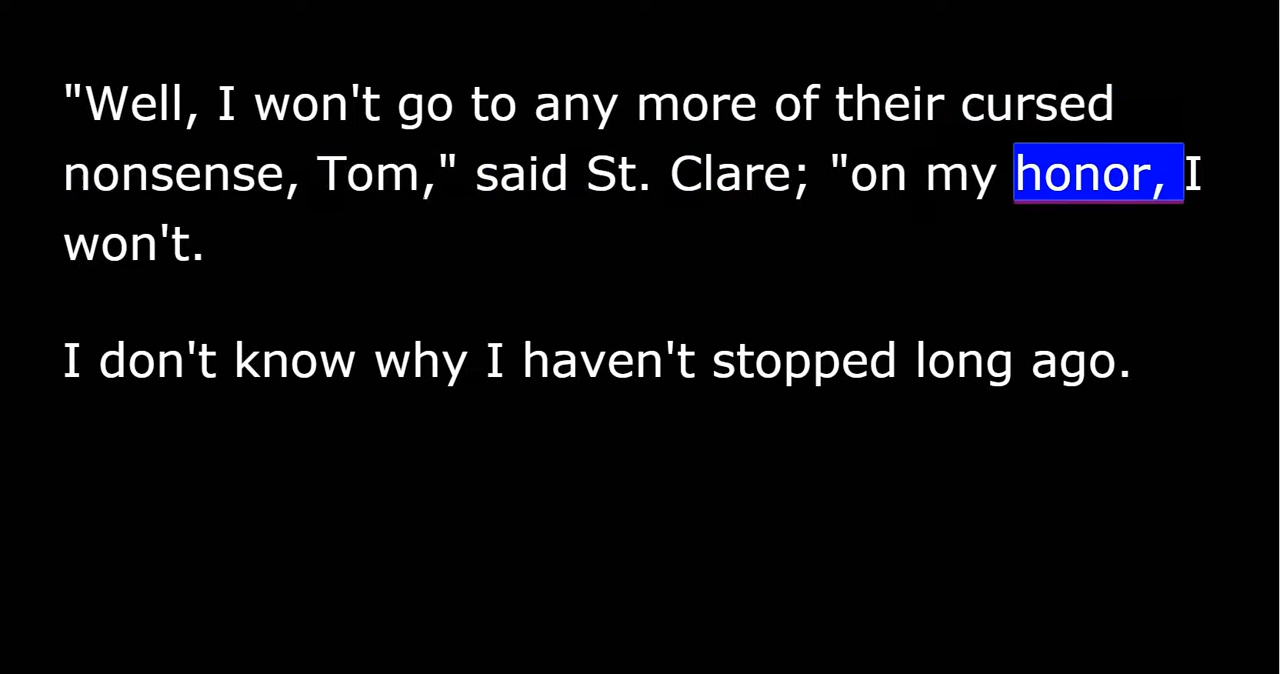 "Well, I won't go to any more of their cursed
nonsense, Tom," said St. Clare; "on my honor, I
won't.
I don't know why I haven't stopped long ago.